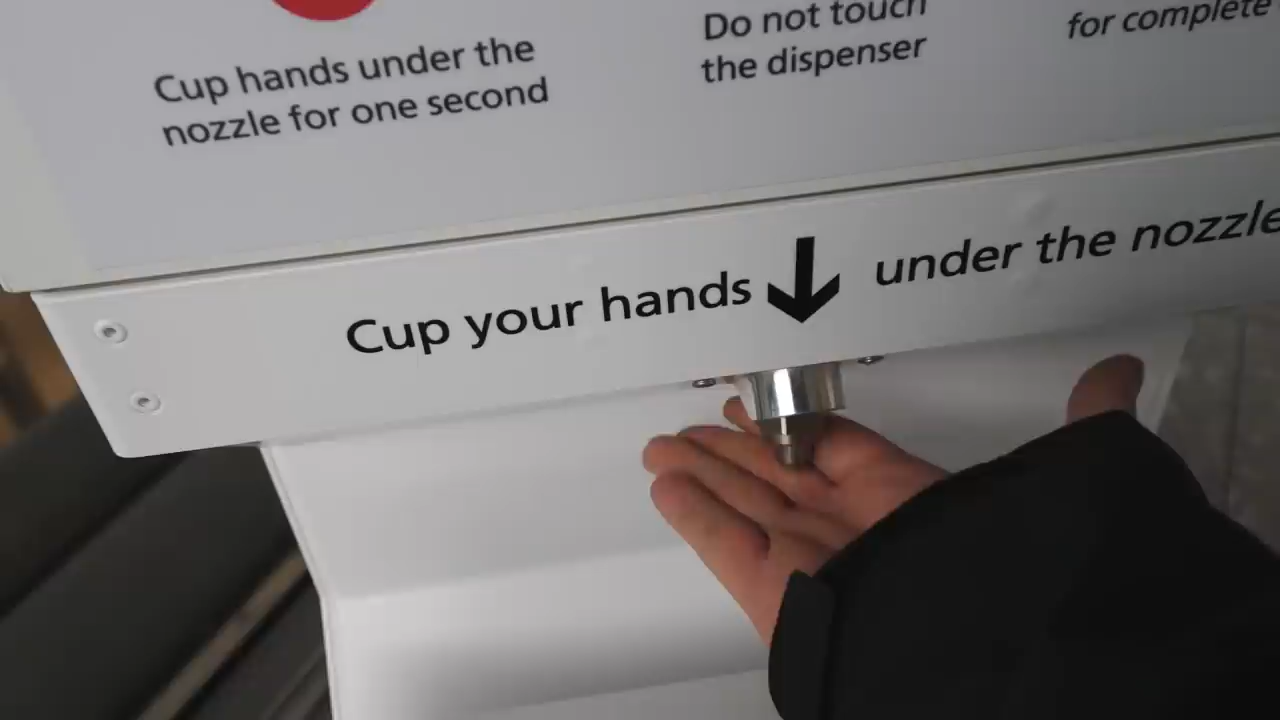 Cup hands under the
nozzle for one second
Do not touch
the dispenser
for complete
Cup your hands under the nozzle